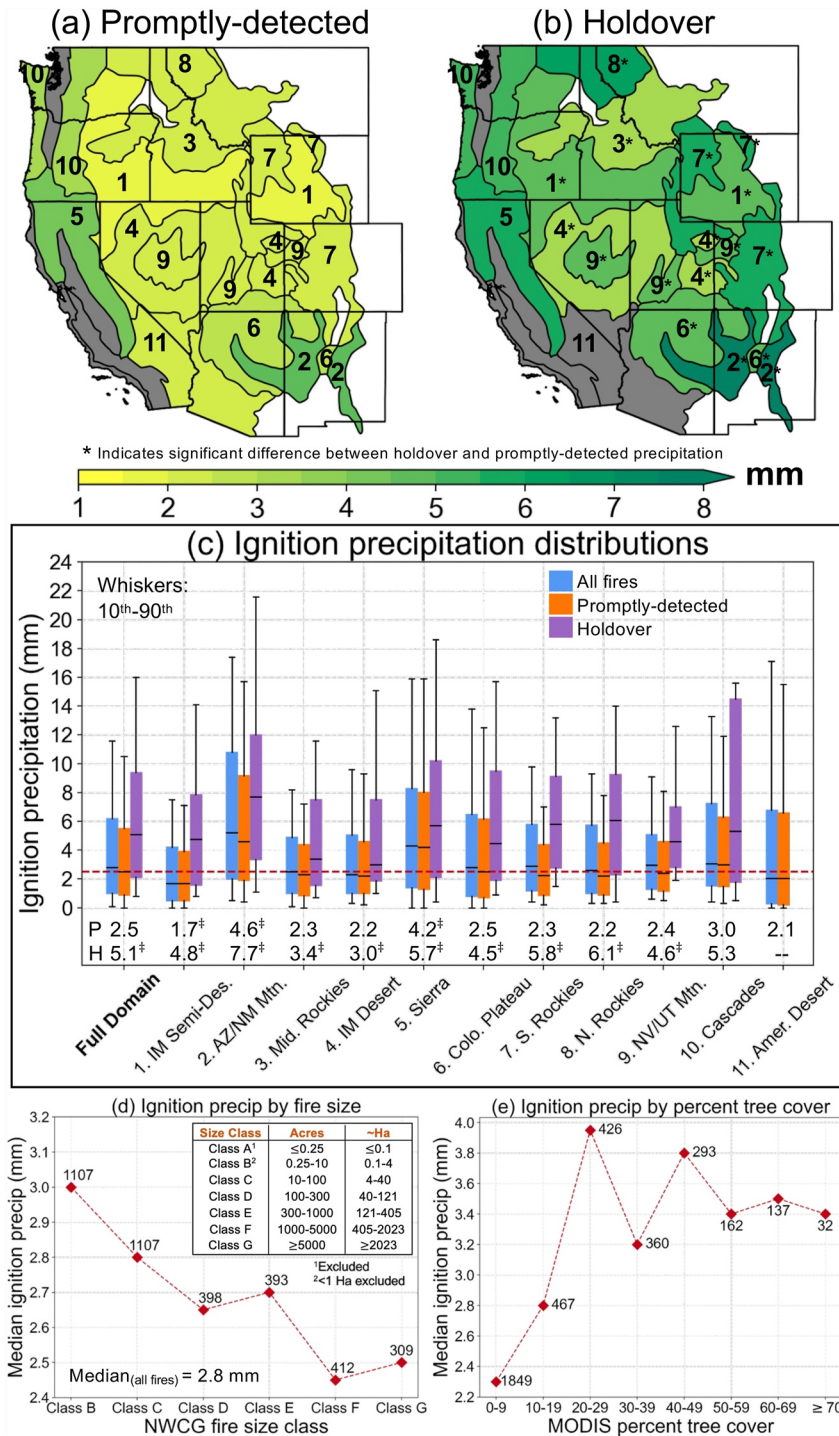 (a) Promptly-detected
(b) Holdover
10
8
3
10
1
7
7
1
5
4
9
4
9
7
9
4
6
11
2
6
2
10
8*
3*
10
1*
7*
7*
1*
5
4*
9*
4*
9*
7*
9*
4*
6*
11
2*
6*
2*
* Indicates significant difference between holdover and promptly-detected precipitation
mm
1 2 3 4 5 6 7 8
(c) Ignition precipitation distributions
Ignition precipitation (mm)
24
22
20
18
16
14
12
10
8
6
4
2
0
Whiskers:
10th-90th
All fires
Promptly-detected
Holdover
P 2.5 1.7‡ 4.6‡ 2.3 2.2 4.2‡ 2.5 2.3 2.2 2.4 3.0 2.1
H 5.1‡ 4.8‡ 7.7‡ 3.4‡ 3.0‡ 5.7‡ 4.5‡ 5.8‡ 6.1‡ 4.6‡ 5.3 --
Full Domain
1. IM Semi-Des.
2. AZ/NM Mtn.
3. Mid. Rockies
4. IM Desert
5. Sierra
6. Colo. Plateau
7. S. Rockies
8. N. Rockies
9. NV/UT Mtn.
10. Cascades
11. Amer. Desert
(d) Ignition precip by fire size
Median ignition precip (mm)
3.2
3.1
3.0
2.9
2.8
2.7
2.6
2.5
2.4
1107
1107
398
393
412
309
Size Class Acres ~Ha
Class A¹ ≤0.25 ≤0.1
Class B² 0.25-10 0.1-4
Class C 10-100 4-40
Class D 100-300 40-121
Class E 300-1000 121-405
Class F 1000-5000 405-2023
Class G ≥5000 ≥2023
¹Excluded
²<1 Ha excluded
Median(all fires) = 2.8 mm
Class B Class C Class D Class E Class F Class G
NWCG fire size class
(e) Ignition precip by percent tree cover
Median ignition precip (mm)
4.0
3.8
3.6
3.4
3.2
3.0
2.8
2.6
2.4
2.2
1849
467
426
360
293
162
137
32
0-9 10-19 20-29 30-39 40-49 50-59 60-69 ≥ 70
MODIS percent tree cover